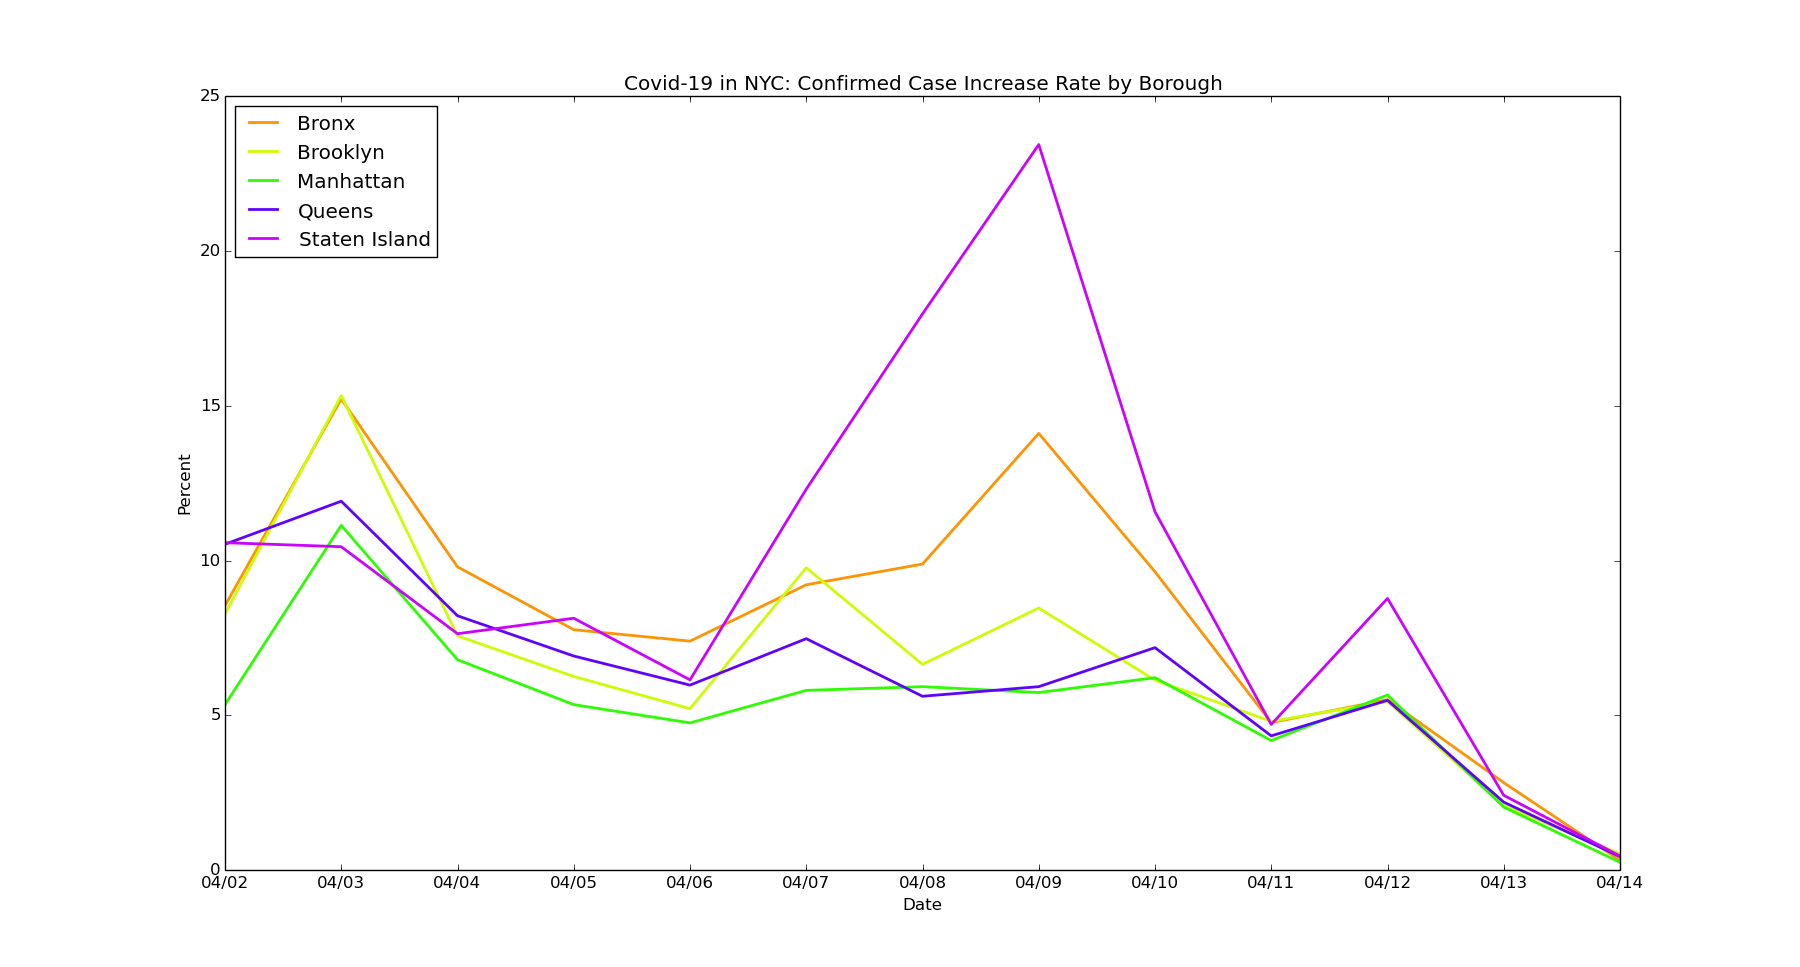 Covid-19 in NYC: Confirmed Case Increase Rate by Borough
25
20
15
10
5
0
Percent
Bronx
Brooklyn
Manhattan
Queens
Staten Island
04/02 04/03 04/04 04/05 04/06 04/07 04/08 04/09 04/10 04/11 04/12 04/13 04/14
Date